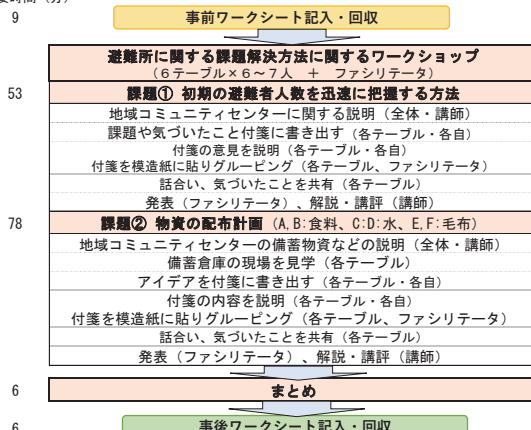 9
事前ワークシート記入・回収
避難所に関する課題解決方法に関するワークショップ
(6テーブル×6~7人 + ファシリテータ)
53
課題① 初期の避難者人数を迅速に把握する方法
地域コミュニティセンターに関する説明(全体・講師)
課題や気づいたこと付箋に書き出す(各テーブル・各自)
付箋の意見を説明(各テーブル・各自)
付箋を模造紙に貼りグルーピング(各テーブル、ファシリテータ)
話合い、気づいたことを共有(各テーブル)
発表(ファシリテータ)、解説・講評(講師)
78
課題② 物資の配布計画(A,B:食料、C:D:水、E,F:毛布)
地域コミュニティセンターの備蓄物資などの説明(全体・講師)
備蓄倉庫の現場を見学(各テーブル)
アイデアを付箋に書き出す(各テーブル・各自)
付箋の内容を説明(各テーブル・各自)
付箋を模造紙に貼りグルーピング(各テーブル、ファシリテータ)
話合い、気づいたことを共有(各テーブル)
発表(ファシリテータ)、解説・講評(講師)
6
まとめ
6
事後ワークシート記入・回収